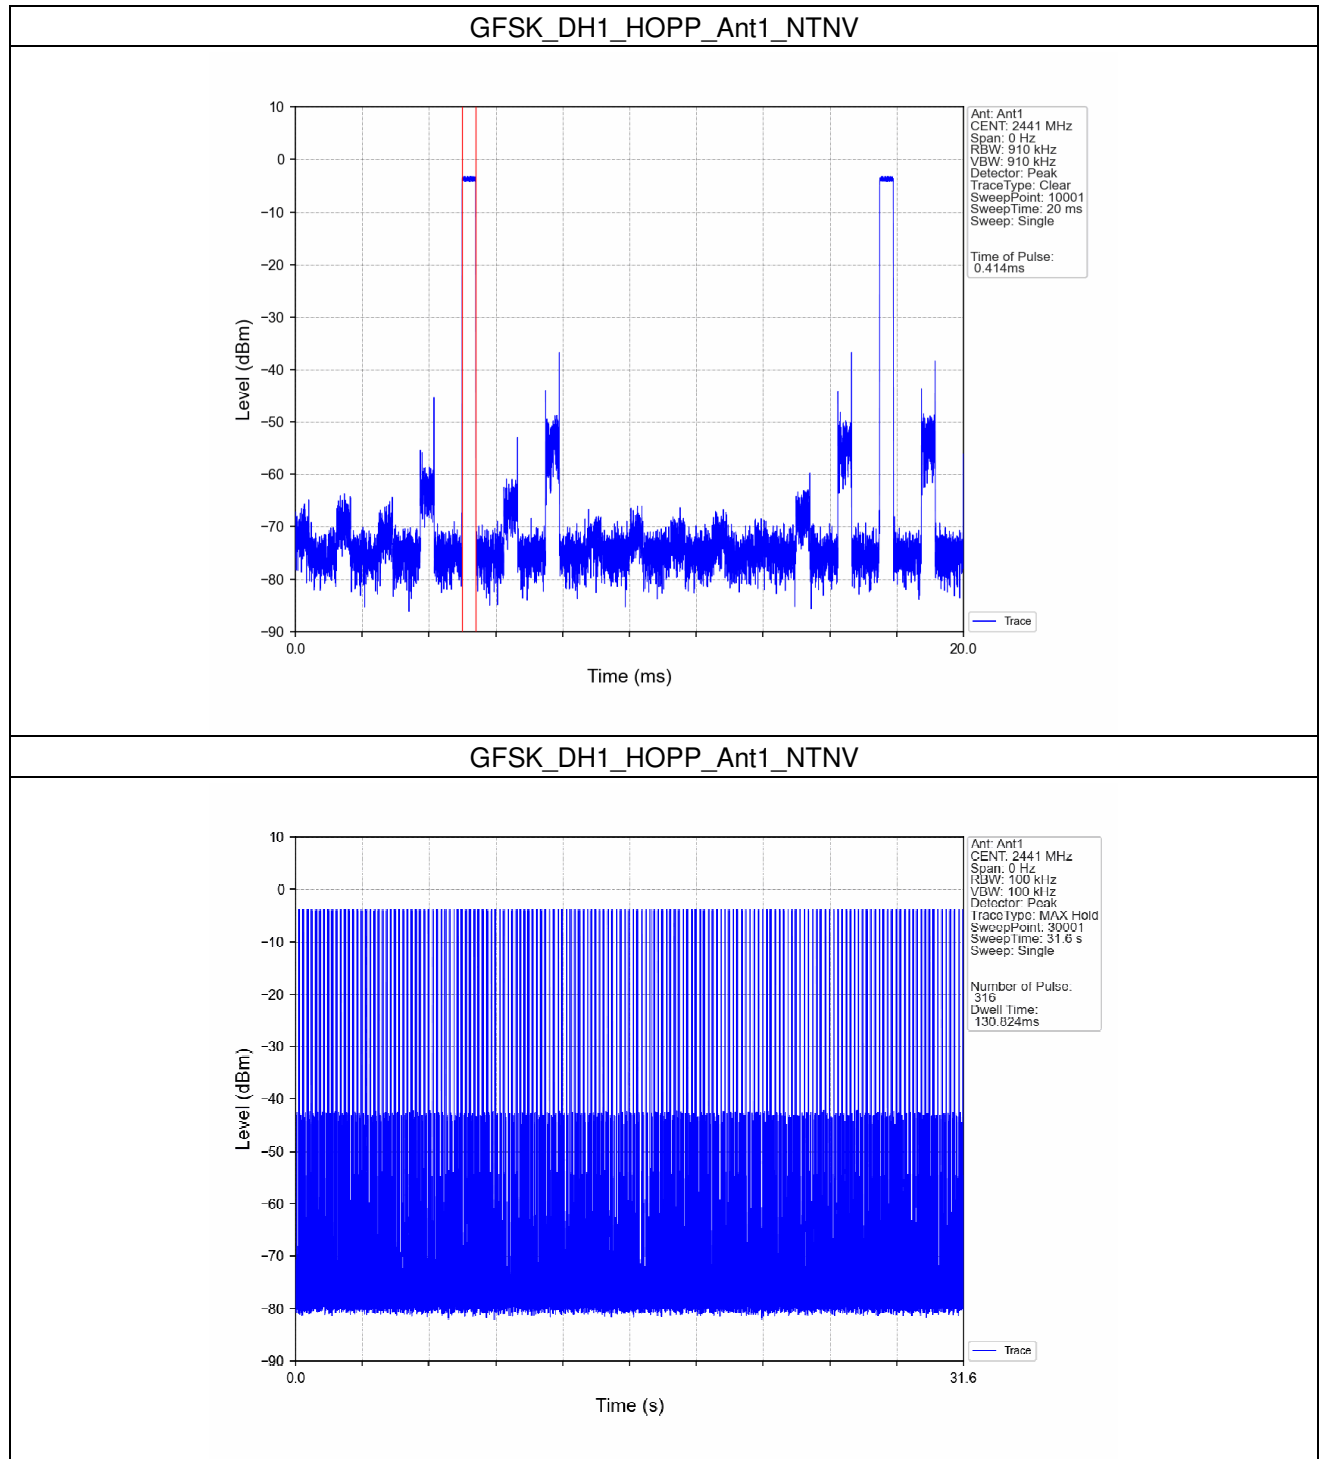 GFSK_DH1_HOPP_Ant1_NTNV
10
0
−10
−20
−30
−40
−50
−60
−70
−80
−90
Level (dBm)
0.0
20.0
Time (ms)
Ant: Ant1
CENT: 2441 MHz
Span: 0 Hz
RBW: 910 kHz
VBW: 910 kHz
Detector: Peak
TraceType: Clear
SweepPoint: 10001
SweepTime: 20 ms
Sweep: Single
Time of Pulse:
0.414ms
Trace
GFSK_DH1_HOPP_Ant1_NTNV
10
0
−10
−20
−30
−40
−50
−60
−70
−80
−90
Level (dBm)
0.0
31.6
Time (s)
Ant: Ant1
CENT: 2441 MHz
Span: 0 Hz
RBW: 100 kHz
VBW: 100 kHz
Detector: Peak
TraceType: MAX Hold
SweepPoint: 30001
SweepTime: 31.6 s
Sweep: Single
Number of Pulse:
316
Dwell Time:
130.824ms
Trace